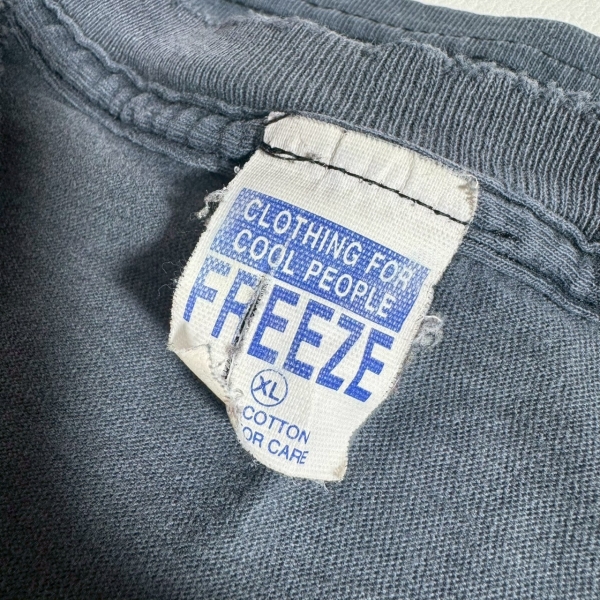 CLOTHING FOR
COOL PEOPLE
FREEZE
XL
COTTON
OR CARE